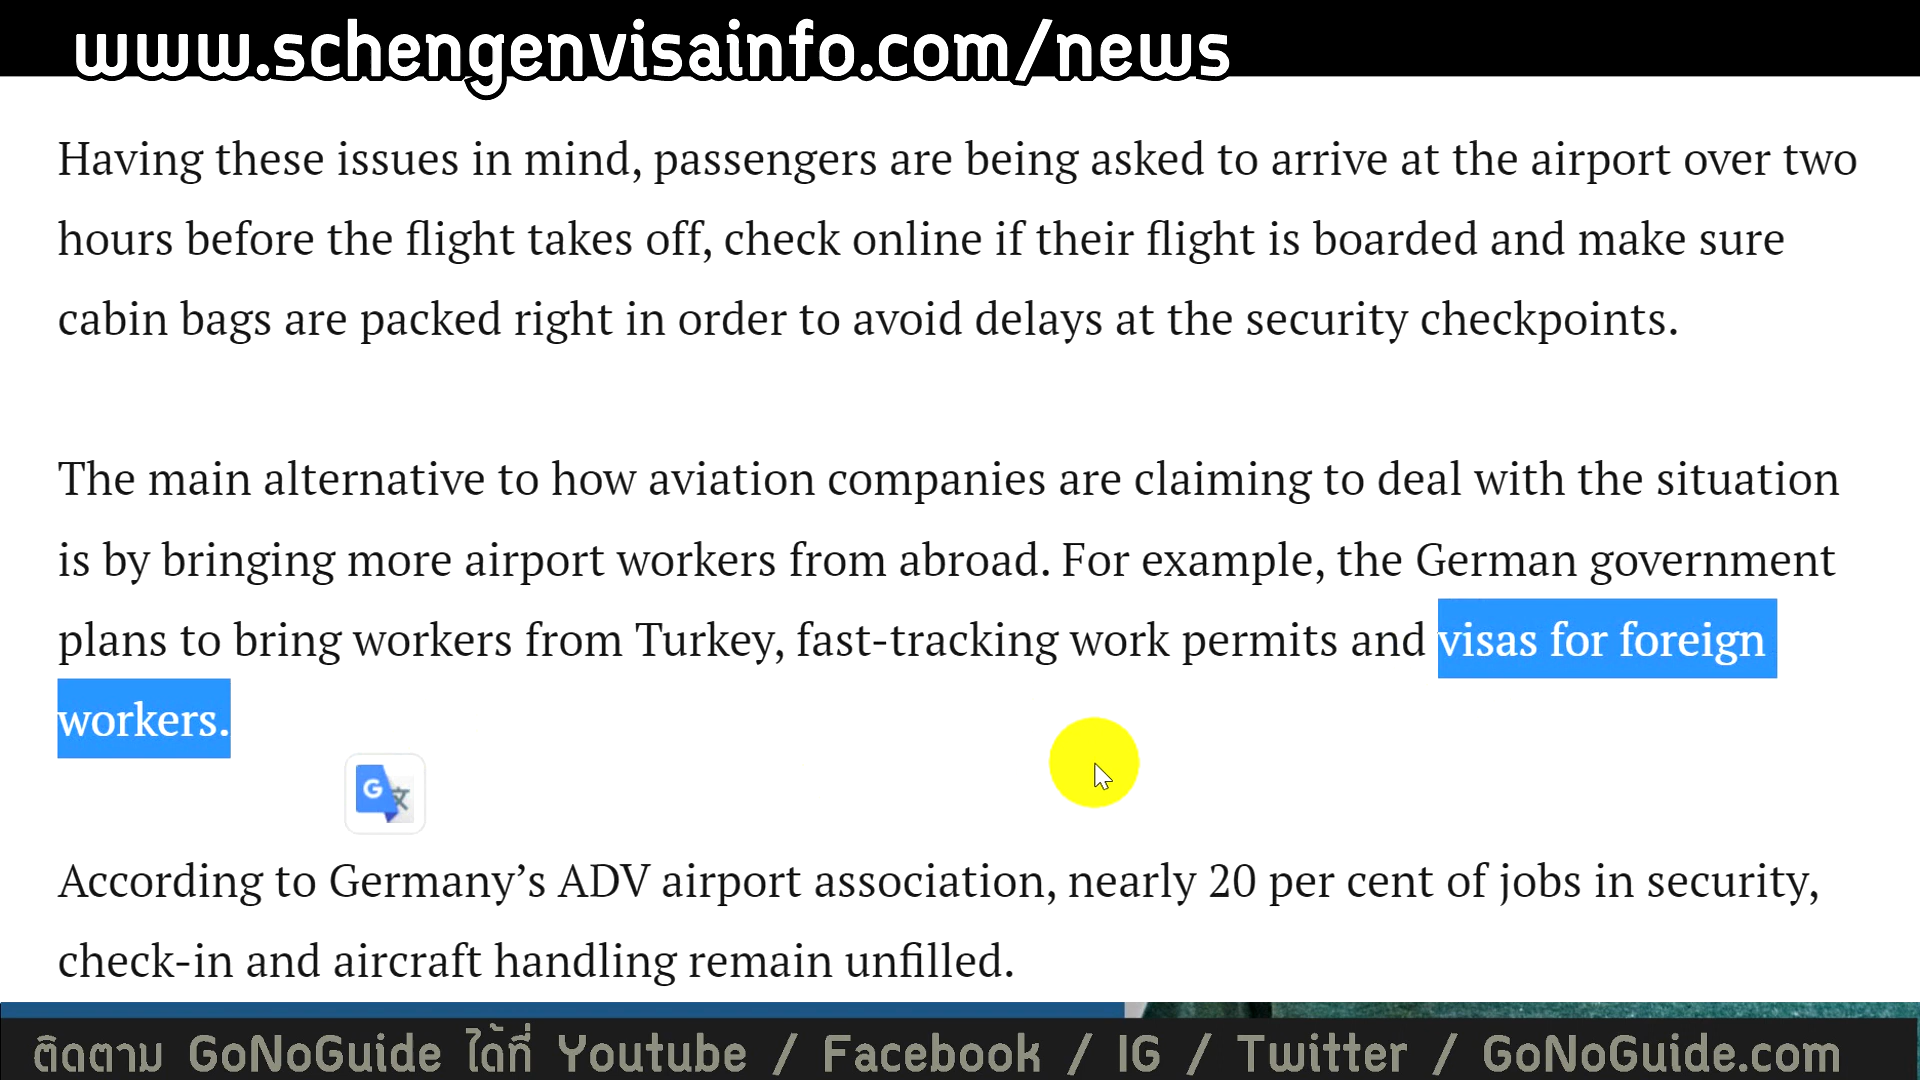 www.schengenvisainfo.com/news
Having these issues in mind, passengers are being asked to arrive at the airport over two
hours before the flight takes off, check online if their flight is boarded and make sure
cabin bags are packed right in order to avoid delays at the security checkpoints.
The main alternative to how aviation companies are claiming to deal with the situation
is by bringing more airport workers from abroad. For example, the German government
plans to bring workers from Turkey, fast-tracking work permits and visas for foreign
workers.
G 文
According to Germany’s ADV airport association, nearly 20 per cent of jobs in security,
check-in and aircraft handling remain unfilled.
ติดตาม GoNoGuide ได้ที่ Youtube / Facebook / IG / Twitter / GoNoGuide.com